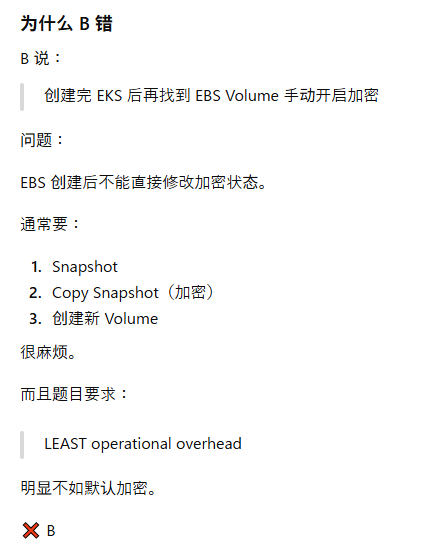 为什么 B 错
B 说：
创建完 EKS 后再找到 EBS Volume 手动开启加密
问题：
EBS 创建后不能直接修改加密状态。
通常要：
1. Snapshot
2. Copy Snapshot（加密）
3. 创建新 Volume
很麻烦。
而且题目要求：
LEAST operational overhead
明显不如默认加密。
❌ B